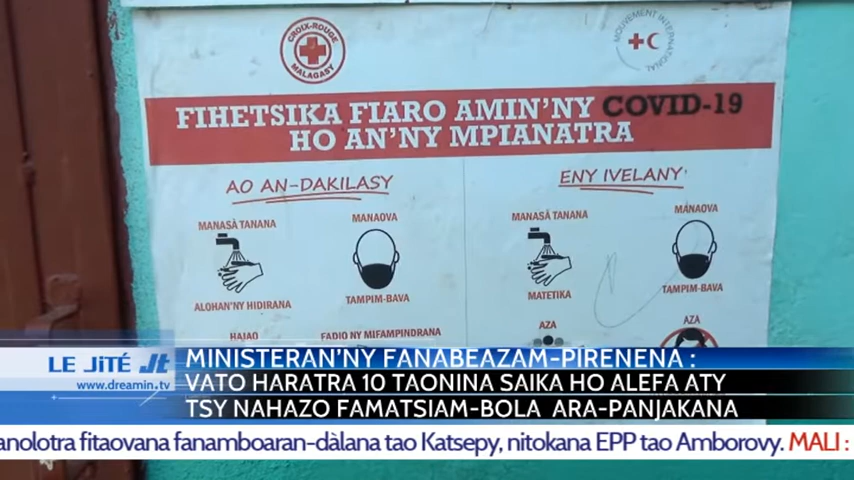 CROIX-ROUGE
MALAGASY
MOUVEMENT INTERNATIONAL
FIHETSIKA FIARO AMIN'NY COVID-19
HO AN'NY MPIANATRA
AO AN-DAKILASY
MANASÀ TANANA
MANAOVA
ALOHAN'NY HIDIRANA
TAMPIM-BAVA
HAJAO
FADIO NY MIFAMPINDRANA
ENY IVELANY
MANASÀ TANANA
MANAOVA
MATETIKA
TAMPIM-BAVA
AZA
AZA
LE JiTÉ Jt
www.dreamin.tv
MINISTERAN'NY FANABEAZAM-PIRENENA :
VATO HARATRA 10 TAONINA SAIKA HO ALEFA ATY
TSY NAHAZO FAMATSIAM-BOLA ARA-PANJAKANA
anolotra fitaovana fanamboaran-dàlana tao Katsepy, nitokana EPP tao Amborovy. MALI :